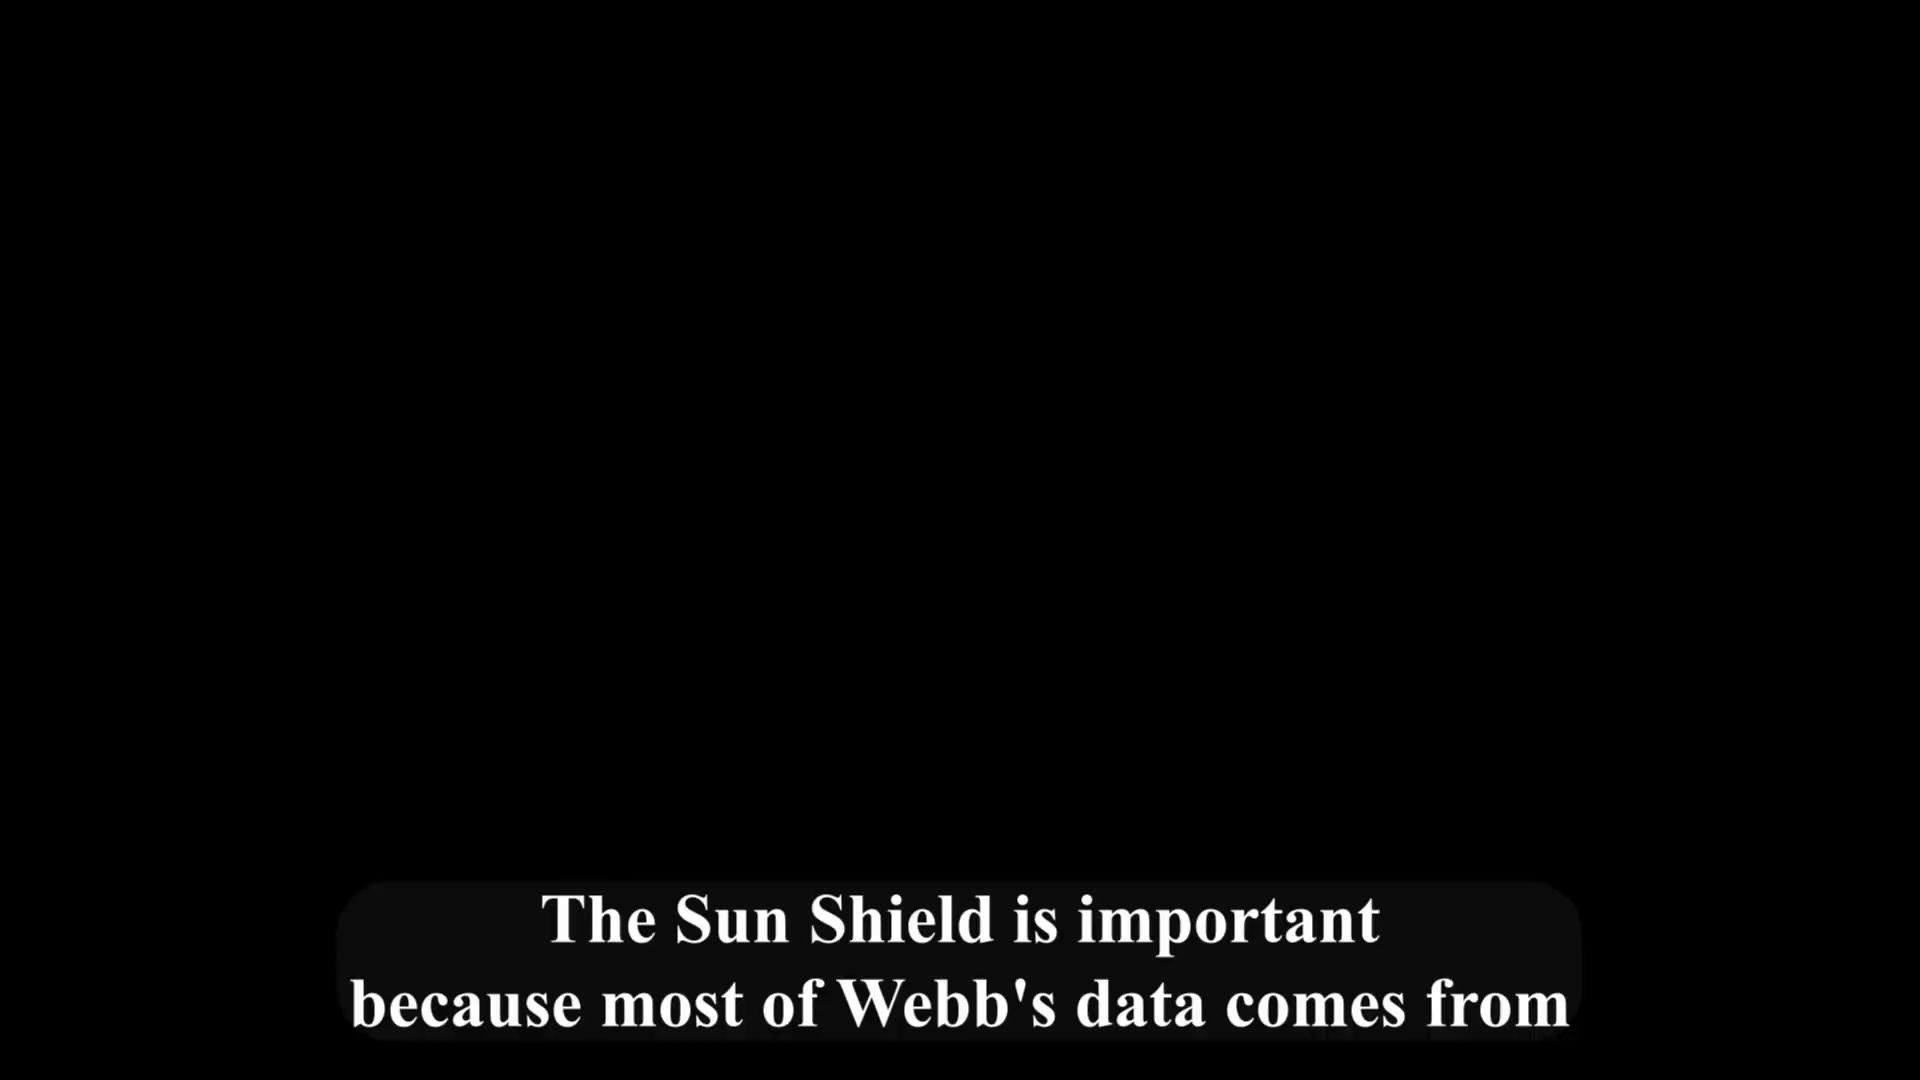 The Sun Shield is important
because most of Webb's data comes from